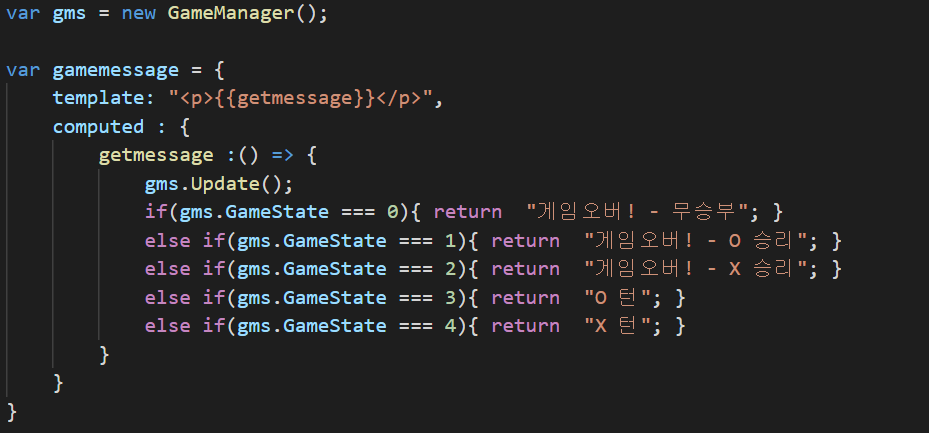 var gms = new GameManager();
var gamemessage = {
template: "<p>{{getmessage}}</p>",
computed : {
getmessage :() => {
gms.Update();
if(gms.GameState === 0){ return  "게임오버! - 무승부"; }
else if(gms.GameState === 1){ return  "게임오버! - O 승리"; }
else if(gms.GameState === 2){ return  "게임오버! - X 승리"; }
else if(gms.GameState === 3){ return  "O 턴"; }
else if(gms.GameState === 4){ return  "X 턴"; }
}
}
}